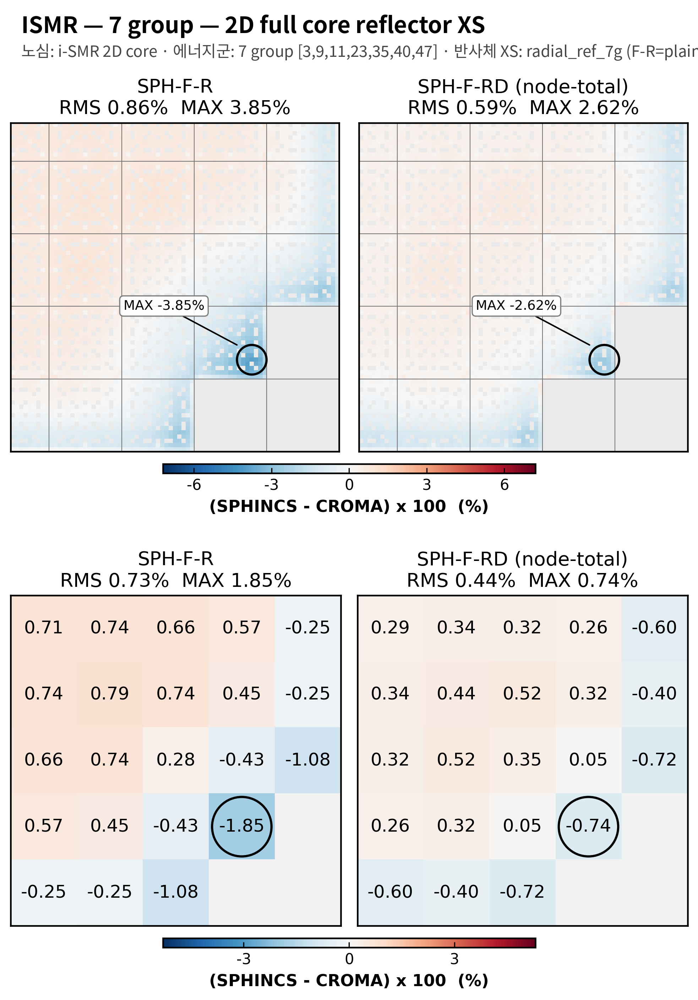 ISMR — 7 group — 2D full core reflector XS
노심: i-SMR 2D core · 에너지군: 7 group [3,9,11,23,35,40,47] · 반사체 XS: radial_ref_7g (F-R=plain
SPH-F-R
RMS 0.86%  MAX 3.85%
SPH-F-RD (node-total)
RMS 0.59%  MAX 2.62%
MAX -3.85%
MAX -2.62%
-6 -3 0 3 6
(SPHINCS - CROMA) x 100  (%)
SPH-F-R
RMS 0.73%  MAX 1.85%
0.71 0.74 0.66 0.57 -0.25
0.74 0.79 0.74 0.45 -0.25
0.66 0.74 0.28 -0.43 -1.08
0.57 0.45 -0.43 -1.85
-0.25 -0.25 -1.08
SPH-F-RD (node-total)
RMS 0.44%  MAX 0.74%
0.29 0.34 0.32 0.26 -0.60
0.34 0.44 0.52 0.32 -0.40
0.32 0.52 0.35 0.05 -0.72
0.26 0.32 0.05 -0.74
-0.60 -0.40 -0.72
-3 0 3
(SPHINCS - CROMA) x 100  (%)